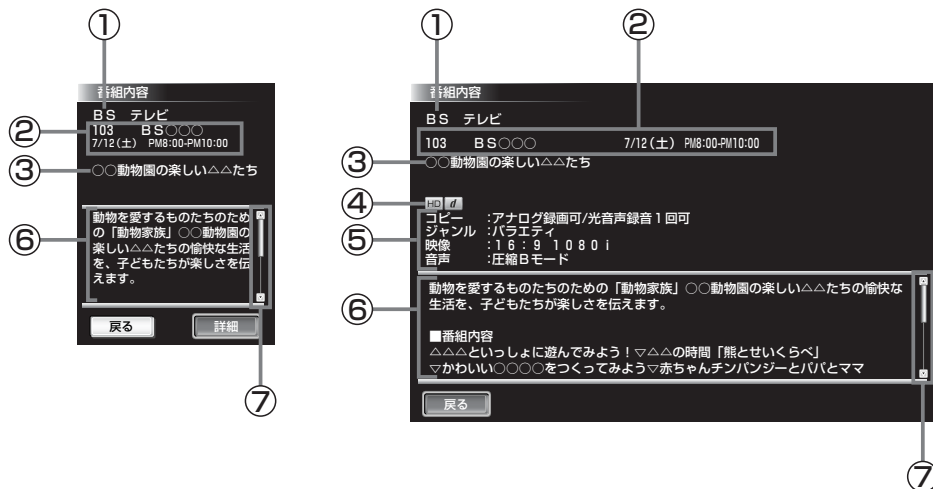 ①
②
番組内容
BS テレビ
103 BS○○○
7/12(土) PM8:00-PM10:00
③
○○動物園の楽しい△△たち
⑥
動物を愛するものたちのため
の「動物家族」○○動物園の
楽しい△△たちの愉快な生活
を、子どもたちが楽しさを伝
えます。
戻る
詳細
⑦
①
②
番組内容
BS テレビ
103 BS○○○ 7/12(土) PM8:00-PM10:00
③
○○動物園の楽しい△△たち
④
HD d
⑤
コピー :アナログ録画可/光音声録音1回可
ジャンル :バラエティ
映像 :16:9 1080i
音声 :圧縮Bモード
⑥
動物を愛するものたちのための「動物家族」○○動物園の楽しい△△たちの愉快な
生活を、子どもたちが楽しさを伝えます。
■番組内容
△△△といっしょに遊んでみよう!▽△△の時間「熊とせいくらべ」
▽かわいい○○○○をつくってみよう▽赤ちゃんチンパンジーとパパとママ
戻る
⑦